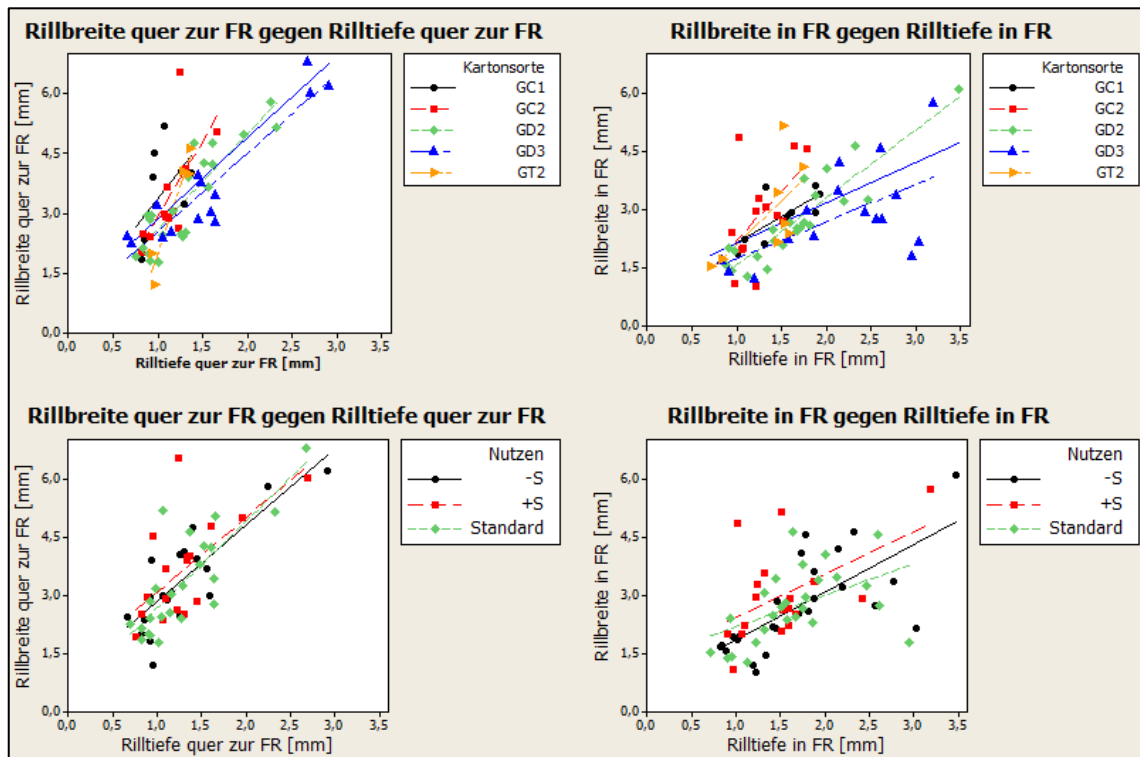 Rillbreite quer zur FR gegen Rilltiefe quer zur FR
Rillbreite quer zur FR [mm]
6,0
4,5
3,0
1,5
0,0
0,0 0,5 1,0 1,5 2,0 2,5 3,0 3,5
Rilltiefe quer zur FR [mm]
Kartonsorte
GC1
GC2
GD2
GD3
GT2
Rillbreite in FR gegen Rilltiefe in FR
Rillbreite in FR [mm]
6,0
4,5
3,0
1,5
0,0
0,0 0,5 1,0 1,5 2,0 2,5 3,0 3,5
Rilltiefe in FR [mm]
Kartonsorte
GC1
GC2
GD2
GD3
GT2
Rillbreite quer zur FR gegen Rilltiefe quer zur FR
Rillbreite quer zur FR [mm]
6,0
4,5
3,0
1,5
0,0
0,0 0,5 1,0 1,5 2,0 2,5 3,0 3,5
Rilltiefe quer zur FR [mm]
Nutzen
-S
+S
Standard
Rillbreite in FR gegen Rilltiefe in FR
Rillbreite in FR [mm]
6,0
4,5
3,0
1,5
0,0
0,0 0,5 1,0 1,5 2,0 2,5 3,0 3,5
Rilltiefe in FR [mm]
Nutzen
-S
+S
Standard